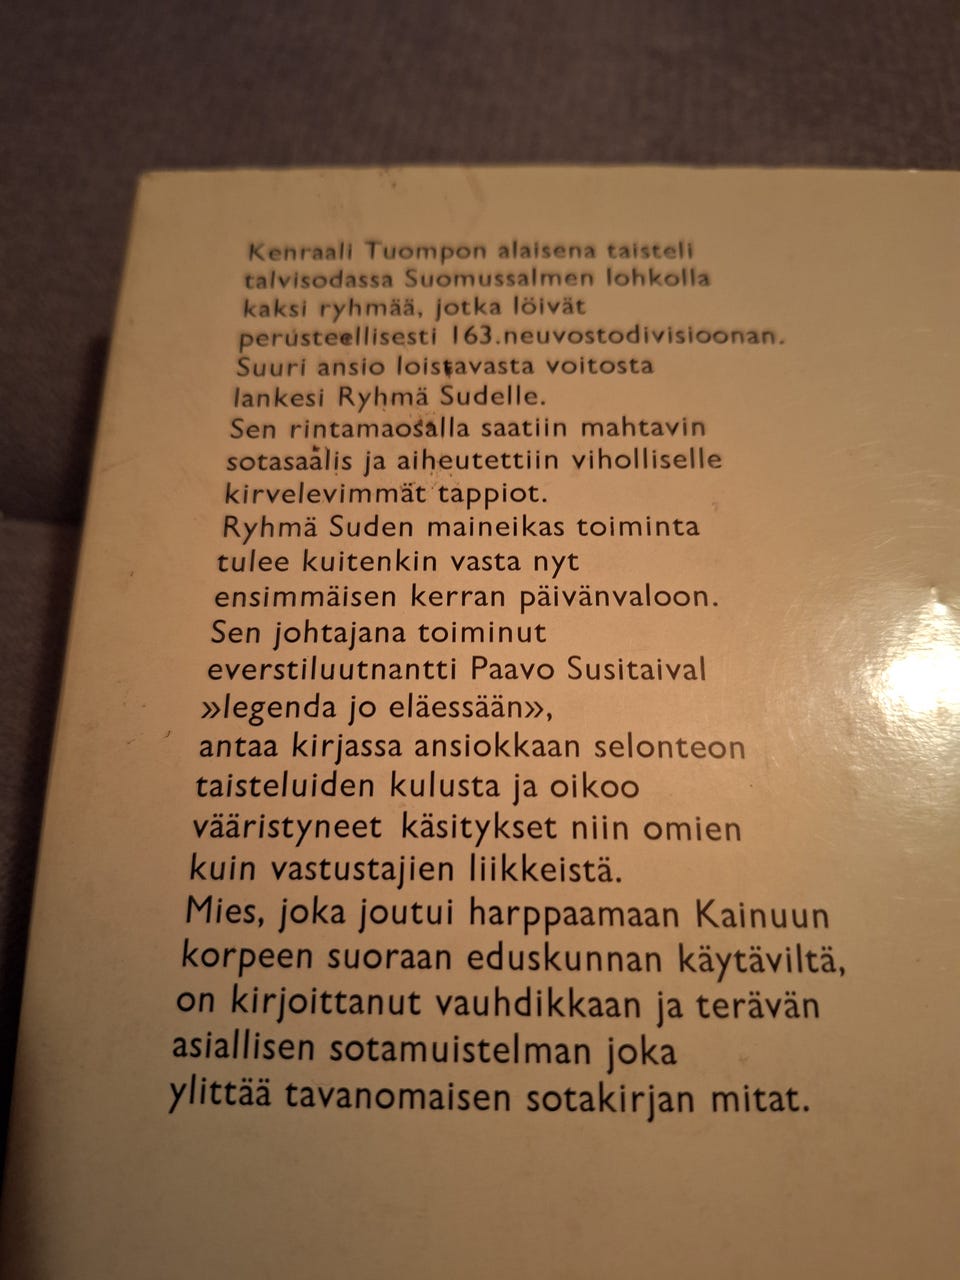 Kenraali Tuompon alaisena taisteli
talvisodassa Suomussalmen lohkolla
kaksi ryhmää, jotka löivät
perusteellisesti 163.neuvostodivisioonan.
Suuri ansio loistavasta voitosta
lankesi Ryhmä Sudelle.
Sen rintamaosalla saatiin mahtavin
sotasaalis ja aiheutettiin viholliselle
kirvelevimmät tappiot.
Ryhmä Suden maineikas toiminta
tulee kuitenkin vasta nyt
ensimmäisen kerran päivänvaloon.
Sen johtajana toiminut
everstiluutnantti Paavo Susitaival
»legenda jo eläessään»,
antaa kirjassa ansiokkaan selonteon
taisteluiden kulusta ja oikoo
vääristyneet käsitykset niin omien
kuin vastustajien liikkeistä.
Mies, joka joutui harppaamaan Kainuun
korpeen suoraan eduskunnan käytäviltä,
on kirjoittanut vauhdikkaan ja terävän
asiallisen sotamuistelman joka
ylittää tavanomaisen sotakirjan mitat.